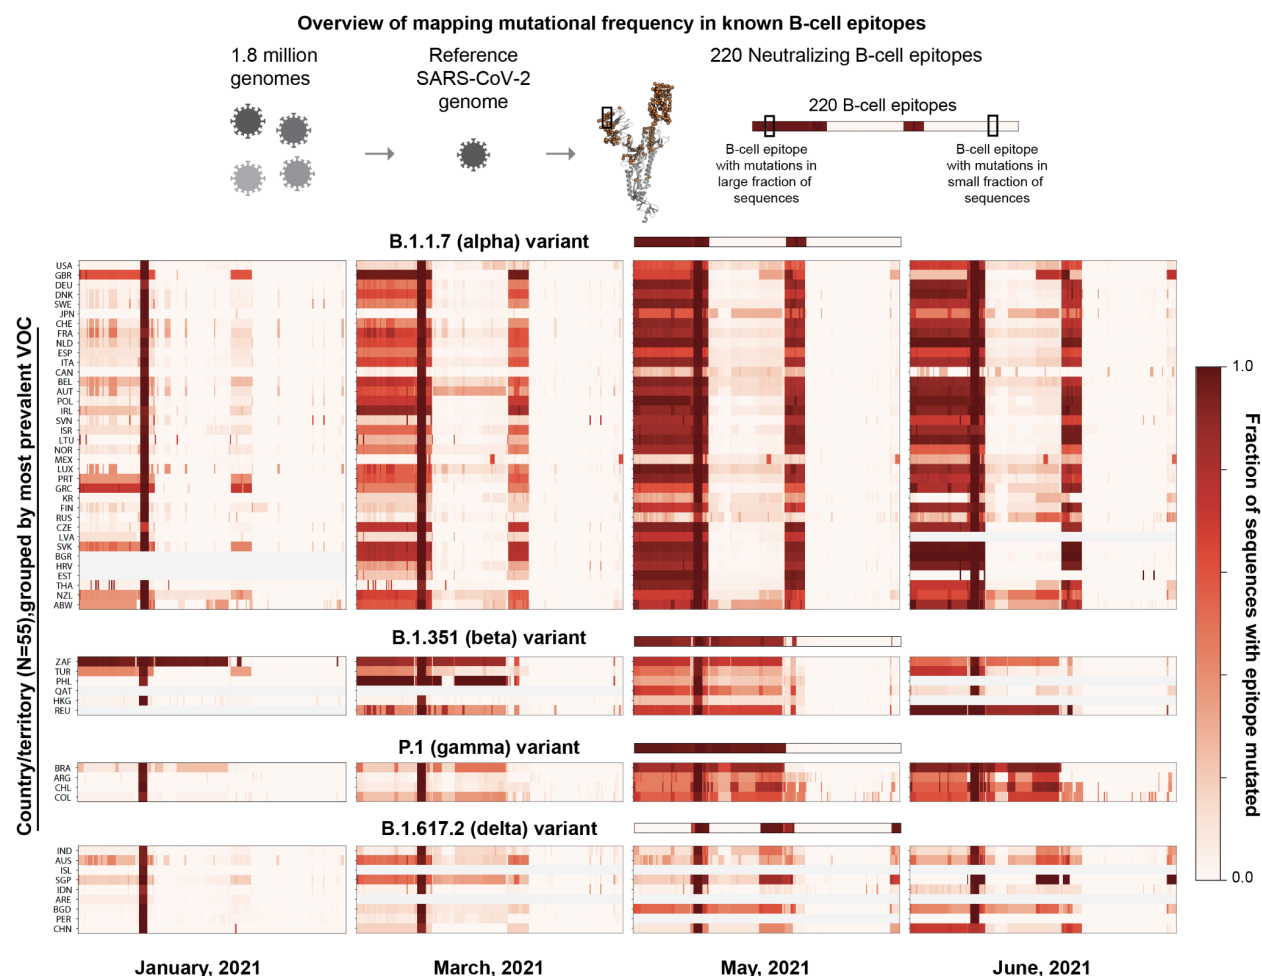 Overview of mapping mutational frequency in known B-cell epitopes
1.8 million
genomes
Reference
SARS-CoV-2
genome
220 Neutralizing B-cell epitopes
220 B-cell epitopes
B-cell epitope
with mutations in
large fraction of
sequences
B-cell epitope
with mutations in
small fraction of
sequences
Country/territory (N=55),grouped by most prevalent VOC
B.1.1.7 (alpha) variant
USA
GBR
DEU
DNK
SWE
JPN
CHE
FRA
NLD
ESP
ITA
CAN
BEL
AUT
POL
IRL
SVN
ISR
LTU
NOR
MEX
LUX
PRT
GRC
KR
FIN
RUS
CZE
LVA
SVK
BGR
HRV
EST
THA
NZL
ABW
B.1.351 (beta) variant
ZAF
TUR
PHL
QAT
HKG
REU
P.1 (gamma) variant
BRA
ARG
CHL
COL
B.1.617.2 (delta) variant
IND
AUS
ISL
SGP
IDN
ARE
BGD
PER
CHN
January, 2021
March, 2021
May, 2021
June, 2021
1.0
0.0
Fraction of sequences with epitope mutated